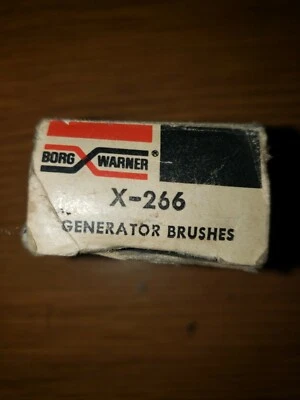 BORG WARNER ®
X-266
GENERATOR BRUSHES